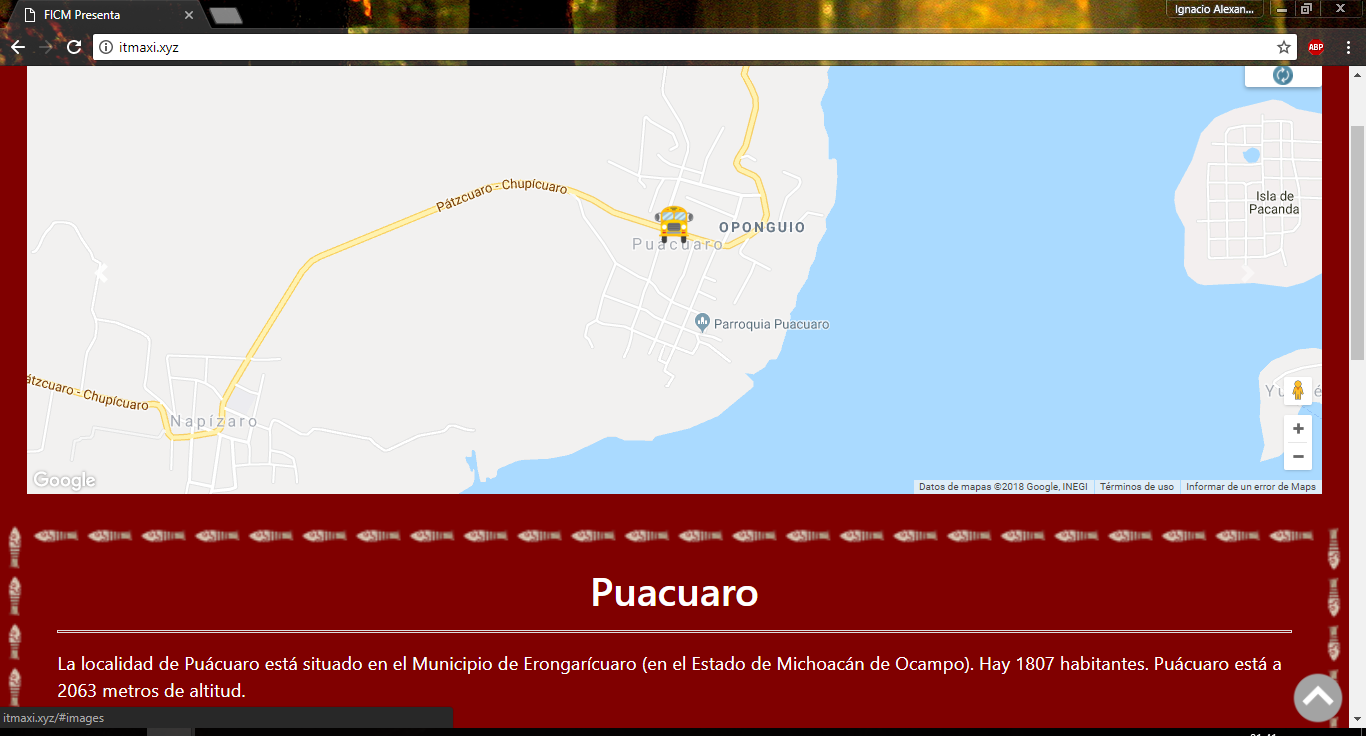 FICM Presenta
Ignacio Alexan...
itmaxi.xyz
ABP
Pátzcuaro - Chupícuaro
OPONGUIO
Puacuaro
Isla de
Pacanda
Parroquia Puacuaro
átzcuaro - Chupícuaro
Napízaro
Google
Datos de mapas ©2018 Google, INEGI
Términos de uso
Informar de un error de Maps
Puacuaro
La localidad de Puácuaro está situado en el Municipio de Erongarícuaro (en el Estado de Michoacán de Ocampo). Hay 1807 habitantes. Puácuaro está a
2063 metros de altitud.
itmaxi.xyz/#images